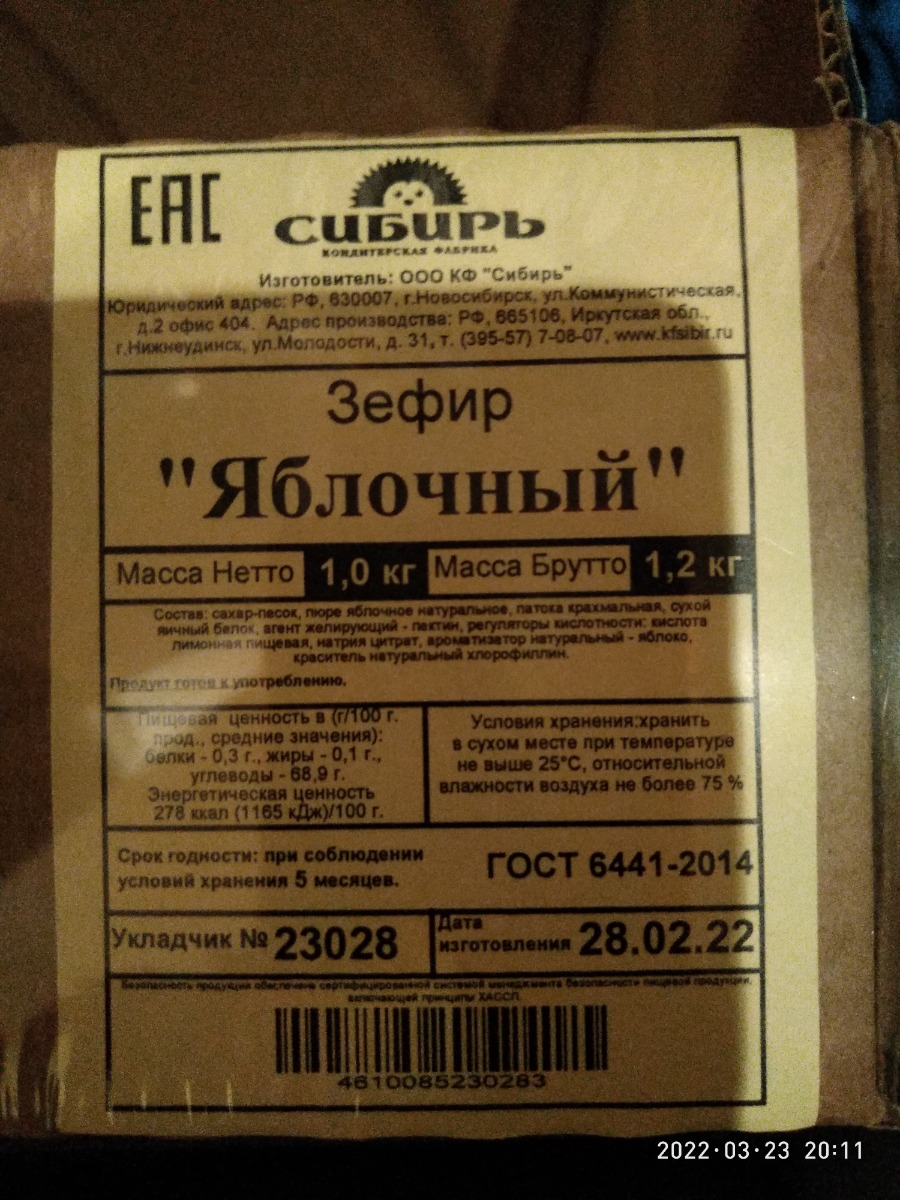 EAC
СИБИРЬ
КОНДИТЕРСКАЯ ФАБРИКА
Изготовитель: ООО КФ "Сибирь"
Юридический адрес: РФ, 630007, г.Новосибирск, ул.Коммунистическая,
д.2 офис 404. Адрес производства: РФ, 665106, Иркутская обл.,
г.Нижнеудинск, ул.Молодости, д. 31, т. (395-57) 7-08-07, www.kfsibir.ru
Зефир
"Яблочный"
Масса Нетто 1,0 кг Масса Брутто 1,2 кг
Состав: сахар-песок, пюре яблочное натуральное, патока крахмальная, сухой
яичный белок, агент желирующий - пектин, регуляторы кислотности: кислота
лимонная пищевая, натрия цитрат, ароматизатор натуральный - яблоко,
краситель натуральный хлорофиллин.
Продукт готов к употреблению.
Пищевая ценность в (г/100 г.
прод., средние значения):
белки - 0,3 г., жиры - 0,1 г.,
углеводы - 68,9 г.
Энергетическая ценность
278 ккал (1165 кДж)/100 г.
Условия хранения:хранить
в сухом месте при температуре
не выше 25°С, относительной
влажности воздуха не более 75 %
Срок годности: при соблюдении
условий хранения 5 месяцев.
ГОСТ 6441-2014
Укладчик № 23028
Дата
изготовления 28.02.22
Безопасность продукции обеспечена сертифицированной системой менеджмента безопасности пищевой продукции,
включающей принципы ХАССП.
4610085230283
2022·03·23 20:11